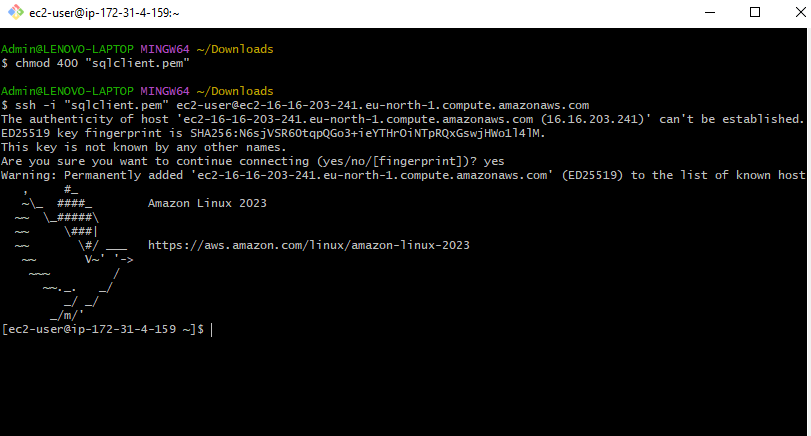 ec2-user@ip-172-31-4-159:~
Admin@LENOVO-LAPTOP MINGW64 ~/Downloads
$ chmod 400 "sqlclient.pem"
Admin@LENOVO-LAPTOP MINGW64 ~/Downloads
$ ssh -i "sqlclient.pem" ec2-user@ec2-16-16-203-241.eu-north-1.compute.amazonaws.com
The authenticity of host 'ec2-16-16-203-241.eu-north-1.compute.amazonaws.com (16.16.203.241)' can't be established.
ED25519 key fingerprint is SHA256:N6sjVSR6OtqpQGo3+ieYTHrOiNTpRQxGswjHWo1l4lM.
This key is not known by any other names.
Are you sure you want to continue connecting (yes/no/[fingerprint])? yes
Warning: Permanently added 'ec2-16-16-203-241.eu-north-1.compute.amazonaws.com' (ED25519) to the list of known host
   ,     #_
   ~\_  ####_        Amazon Linux 2023
  ~~  \_#####\
  ~~     \###|
  ~~       \#/ ___   https://aws.amazon.com/linux/amazon-linux-2023
   ~~       V~' '->
    ~~~         /
      ~~._.   _/
         _/ _/
       _/m/'
[ec2-user@ip-172-31-4-159 ~]$